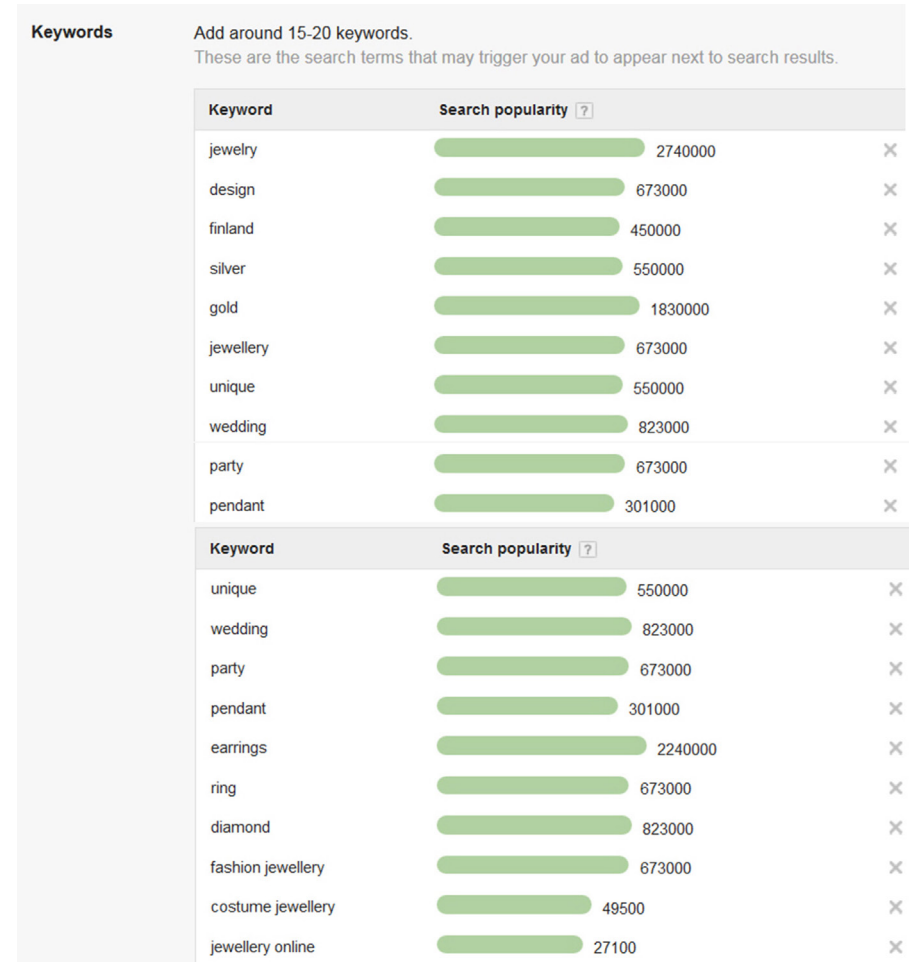 Keywords Add around 15-20 keywords.
These are the search terms that may trigger your ad to appear next to search results.
Keyword Search popularity ?
jewelry 2740000
design 673000
finland 450000
silver 550000
gold 1830000
jewellery 673000
unique 550000
wedding 823000
party 673000
pendant 301000
Keyword Search popularity ?
unique 550000
wedding 823000
party 673000
pendant 301000
earrings 2240000
ring 673000
diamond 823000
fashion jewellery 673000
costume jewellery 49500
jewellery online 27100